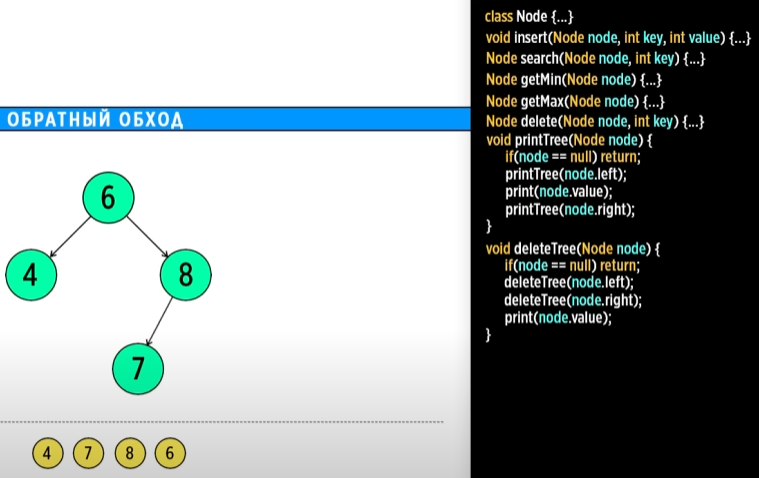 ОБРАТНЫЙ ОБХОД
6
4
8
7
4 7 8 6
class Node {...}
void insert(Node node, int key, int value) {...}
Node search(Node node, int key) {...}
Node getMin(Node node) {...}
Node getMax(Node node) {...}
Node delete(Node node, int key) {...}
void printTree(Node node) {
if(node == null) return;
printTree(node.left);
print(node.value);
printTree(node.right);
}
void deleteTree(Node node) {
if(node == null) return;
deleteTree(node.left);
deleteTree(node.right);
print(node.value);
}